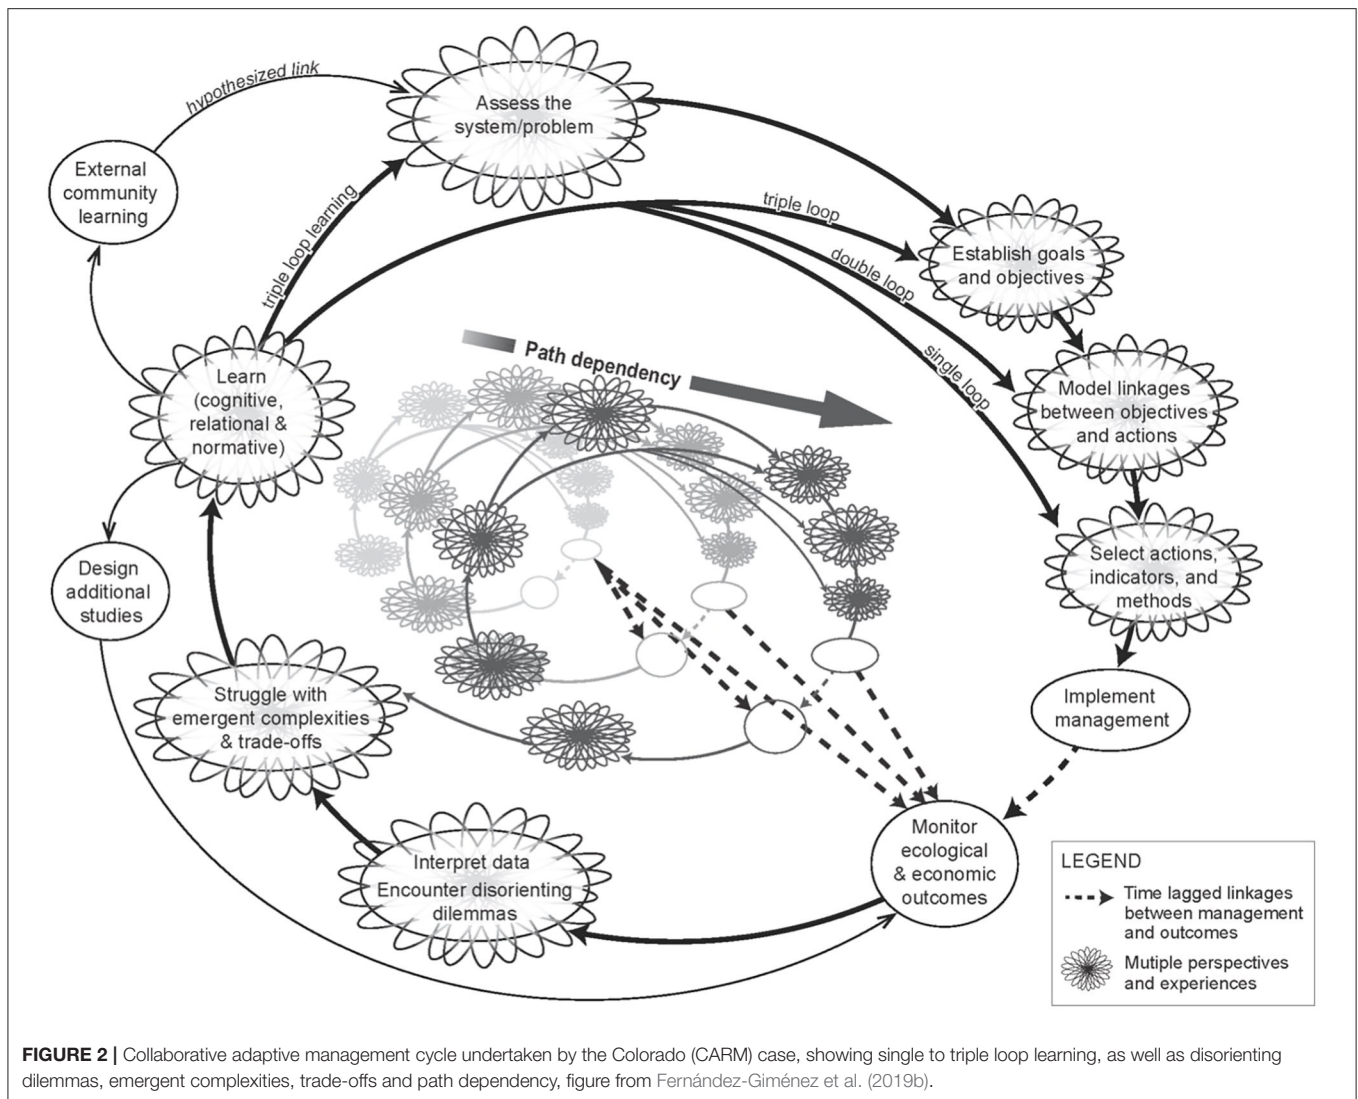 hypothesized link
Assess the
system/problem
External
community
learning
triple loop learning
triple loop
double loop
single loop
Establish goals
and objectives
Learn
(cognitive,
relational &
normative)
Path dependency
Model linkages
between objectives
and actions
Select actions,
indicators, and
methods
Design
additional
studies
Struggle with
emergent complexities
& trade-offs
Implement
management
Interpret data
Encounter disorienting
dilemmas
Monitor
ecological
& economic
outcomes
LEGEND
Time lagged linkages
between management
and outcomes
Mutiple perspectives
and experiences
FIGURE 2 | Collaborative adaptive management cycle undertaken by the Colorado (CARM) case, showing single to triple loop learning, as well as disorienting
dilemmas, emergent complexities, trade-offs and path dependency, figure from Fernández-Giménez et al. (2019b).